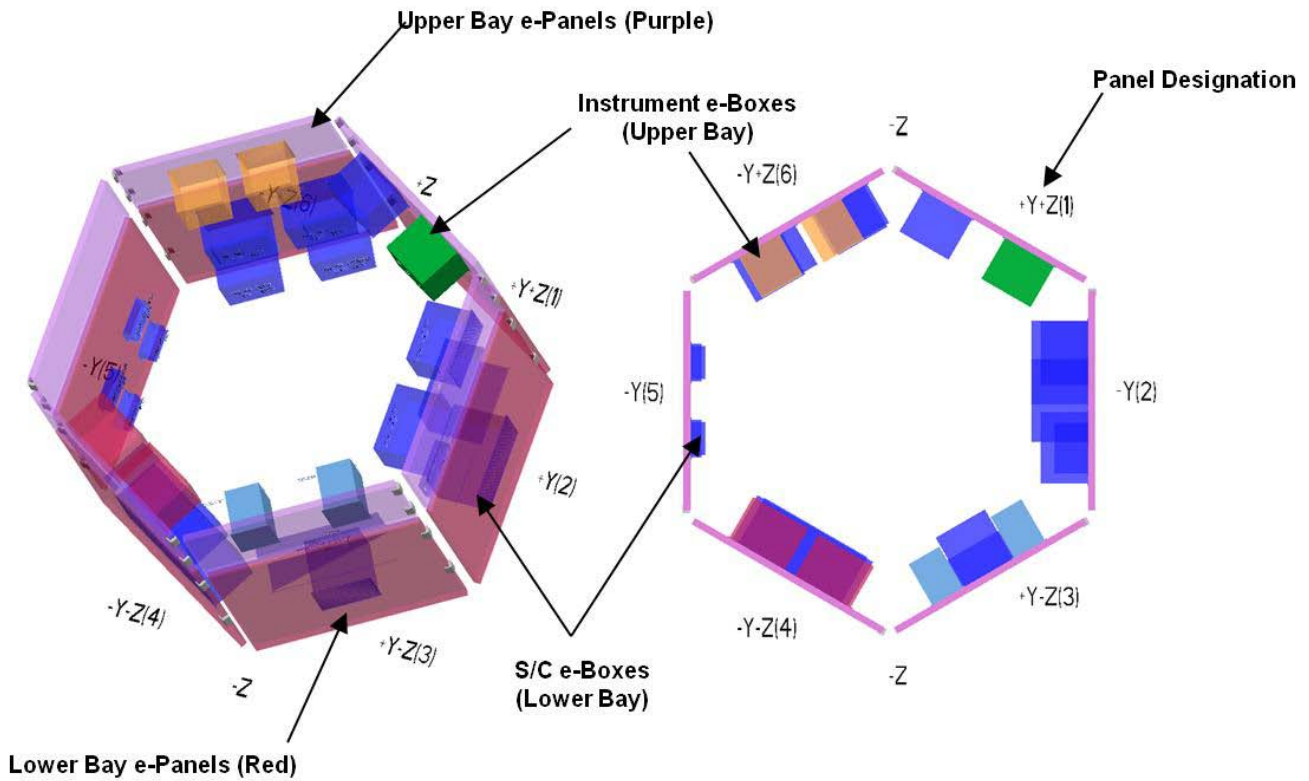 Upper Bay e-Panels (Purple)
Panel Designation
Instrument e-Boxes
(Upper Bay)
-Z
-Y+Z(6)
+Y+Z(1)
+Z
-Y+Z(6)
+Y+Z(1)
-Y(5)
-Y(5)
-Y(2)
+Y(2)
-Y-Z(4)
+Y-Z(3)
-Z
+Y-Z(3)
-Y-Z(4)
-Z
S/C e-Boxes
(Lower Bay)
Lower Bay e-Panels (Red)